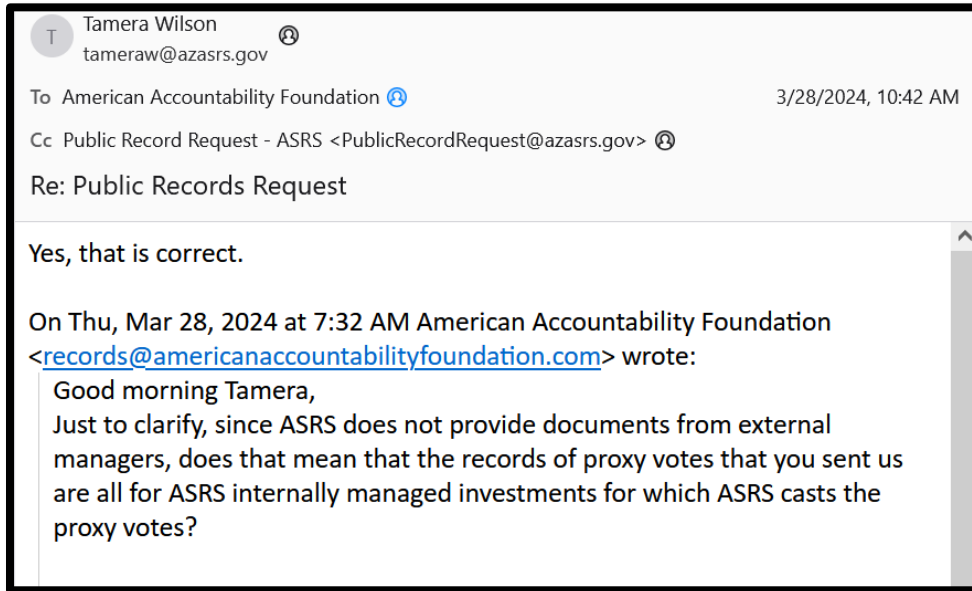 T
Tamera Wilson
tameraw@azasrs.gov
To American Accountability Foundation
3/28/2024, 10:42 AM
Cc Public Record Request - ASRS <PublicRecordRequest@azasrs.gov>
Re: Public Records Request
Yes, that is correct.
On Thu, Mar 28, 2024 at 7:32 AM American Accountability Foundation
<records@americanaccountabilityfoundation.com> wrote:
Good morning Tamera,
Just to clarify, since ASRS does not provide documents from external
managers, does that mean that the records of proxy votes that you sent us
are all for ASRS internally managed investments for which ASRS casts the
proxy votes?